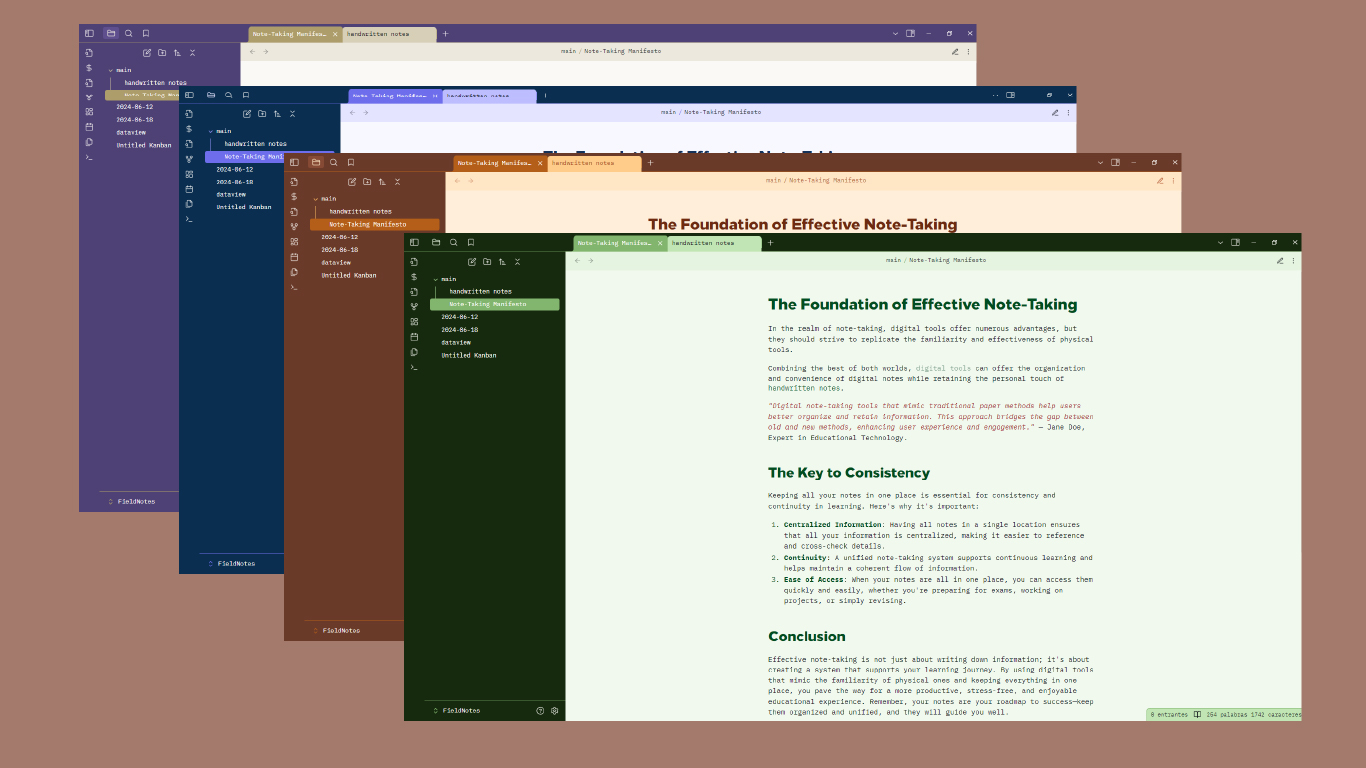 Note-Taking Manifes…
handwritten notes
main / Note-Taking Manifesto
main
handwritten notes
2024-06-12
2024-06-18
dataview
Untitled Kanban
FieldNotes
main / Note-Taking Manifesto
main
handwritten notes
Note-Taking Mani
2024-06-12
2024-06-18
dataview
Untitled Kanban
FieldNotes
Note-Taking Manifes…
handwritten notes
main / Note-Taking Manifesto
main
handwritten notes
Note-Taking Manifesto
2024-06-12
2024-06-18
dataview
Untitled Kanban
FieldNotes
The Foundation of Effective Note-Taking
Note-Taking Manifes…
handwritten notes
main / Note-Taking Manifesto
main
handwritten notes
Note-Taking Manifesto
2024-06-12
2024-06-18
dataview
Untitled Kanban
FieldNotes
The Foundation of Effective Note-Taking
In the realm of note-taking, digital tools offer numerous advantages, but
they should strive to replicate the familiarity and effectiveness of physical
tools.
Combining the best of both worlds, digital tools can offer the organization
and convenience of digital notes while retaining the personal touch of
handwritten notes.
"Digital note-taking tools that mimic traditional paper methods help users
better organize and retain information. This approach bridges the gap between
old and new methods, enhancing user experience and engagement." — Jane Doe,
Expert in Educational Technology.
The Key to Consistency
Keeping all your notes in one place is essential for consistency and
continuity in learning. Here's why it's important:
1. Centralized Information: Having all notes in a single location ensures
that all your information is centralized, making it easier to reference
and cross-check details.
2. Continuity: A unified note-taking system supports continuous learning and
helps maintain a coherent flow of information.
3. Ease of Access: When your notes are all in one place, you can access them
quickly and easily, whether you're preparing for exams, working on
projects, or simply revising.
Conclusion
Effective note-taking is not just about writing down information; it's about
creating a system that supports your learning journey. By using digital tools
that mimic the familiarity of physical ones and keeping everything in one
place, you pave the way for a more productive, stress-free, and enjoyable
educational experience. Remember, your notes are your roadmap to success—keep
them organized and unified, and they will guide you well.
0 entrantes 254 palabras 1742 caracteres